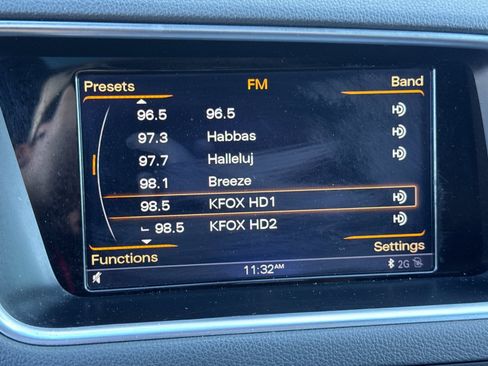 Presets FM Band
96.5 96.5
97.3 Habbas
97.7 Halleluj
98.1 Breeze
98.5 KFOX HD1
98.5 KFOX HD2
Functions Settings
11:32AM 2G